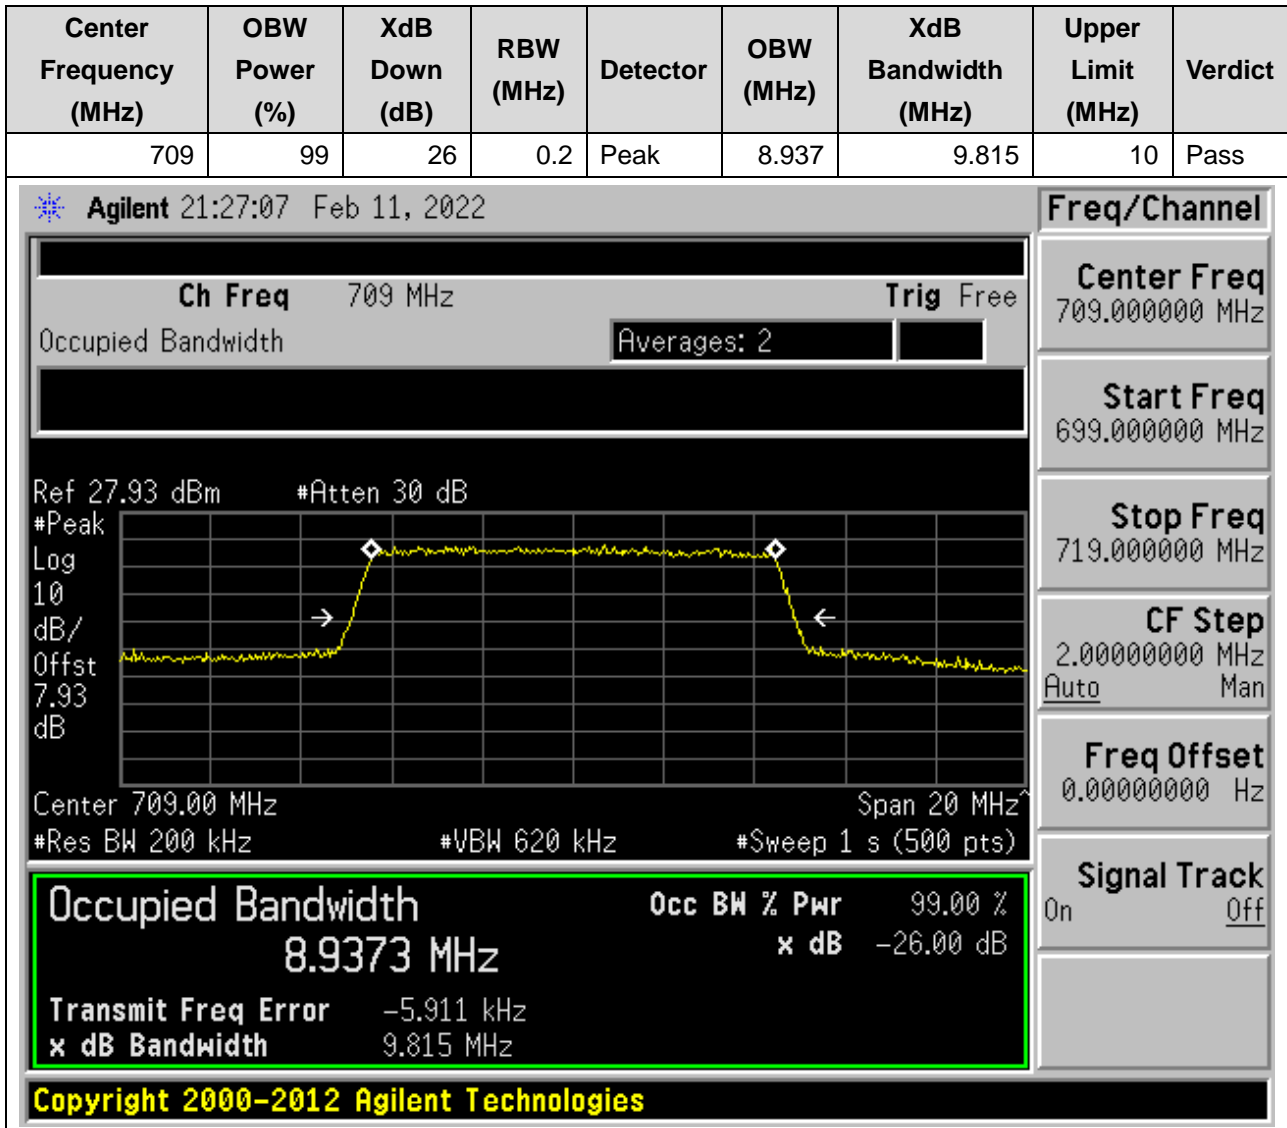 Center Frequency (MHz) OBW Power (%) XdB Down (dB) RBW (MHz) Detector OBW (MHz) XdB Bandwidth (MHz) Upper Limit (MHz) Verdict
709 99 26 0.2 Peak 8.937 9.815 10 Pass
Agilent 21:27:07 Feb 11, 2022
Freq/Channel
Ch Freq 709 MHz Trig Free
Occupied Bandwidth Averages: 2
Center Freq
709.000000 MHz
Start Freq
699.000000 MHz
Stop Freq
719.000000 MHz
CF Step
2.00000000 MHz
Auto Man
Freq Offset
0.00000000 Hz
Signal Track
On Off
Ref 27.93 dBm #Atten 30 dB
#Peak
Log
10
dB/
Offst
7.93
dB
Center 709.00 MHz Span 20 MHz^
#Res BW 200 kHz #VBW 620 kHz #Sweep 1 s (500 pts)
Occupied Bandwidth Occ BW % Pwr 99.00 %
8.9373 MHz x dB -26.00 dB
Transmit Freq Error -5.911 kHz
x dB Bandwidth 9.815 MHz
Copyright 2000-2012 Agilent Technologies